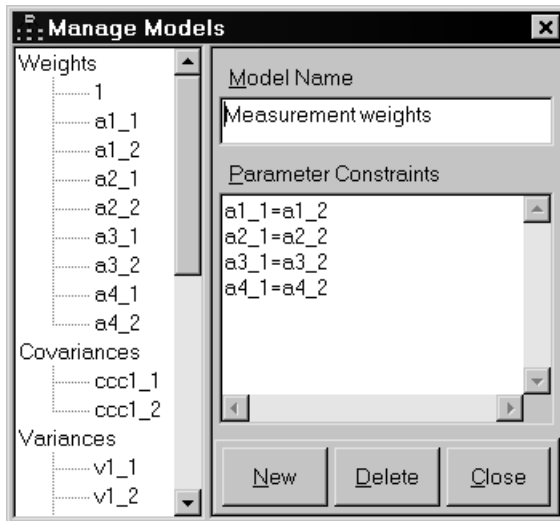 Manage Models
Weights
1
a1_1
a1_2
a2_1
a2_2
a3_1
a3_2
a4_1
a4_2
Covariances
ccc1_1
ccc1_2
Variances
v1_1
v1_2
Model Name
Measurement weights
Parameter Constraints
a1_1=a1_2
a2_1=a2_2
a3_1=a3_2
a4_1=a4_2
New Delete Close